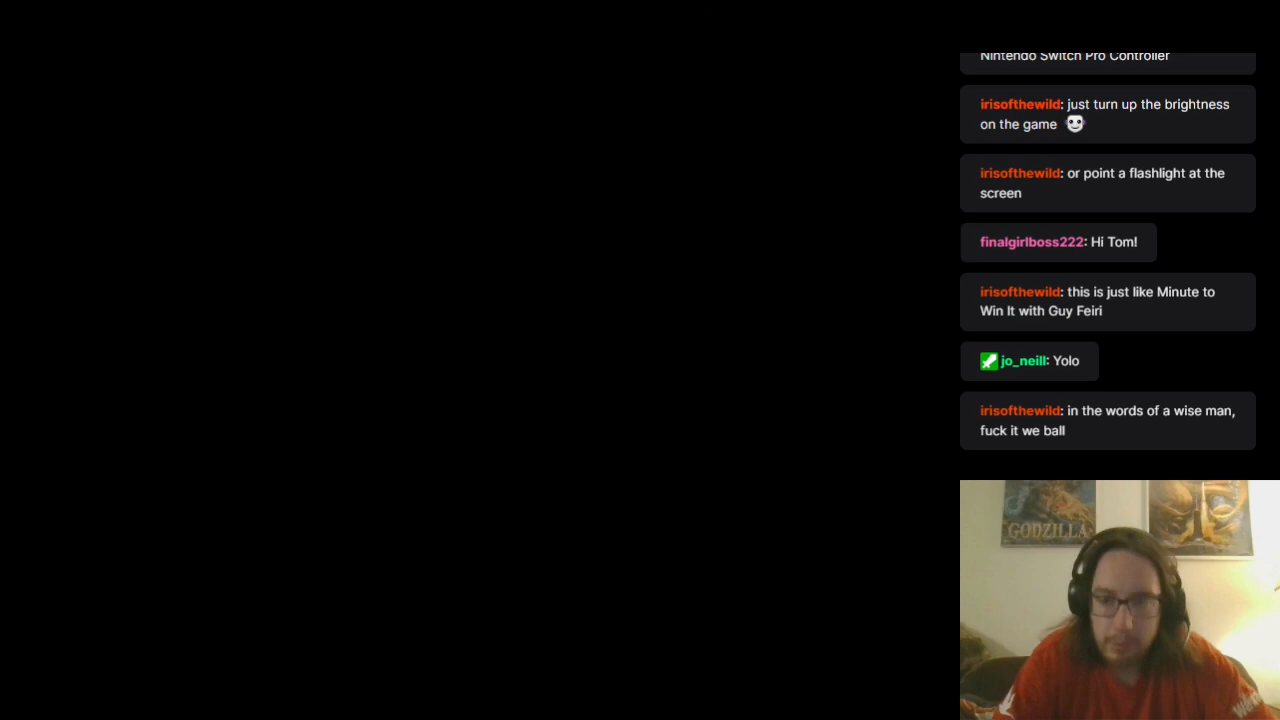 Nintendo Switch Pro Controller
irisofthewild: just turn up the brightness
on the game
irisofthewild: or point a flashlight at the
screen
finalgirlboss222: Hi Tom!
irisofthewild: this is just like Minute to
Win It with Guy Feiri
jo_neill: Yolo
irisofthewild: in the words of a wise man,
fuck it we ball
GODZILLA